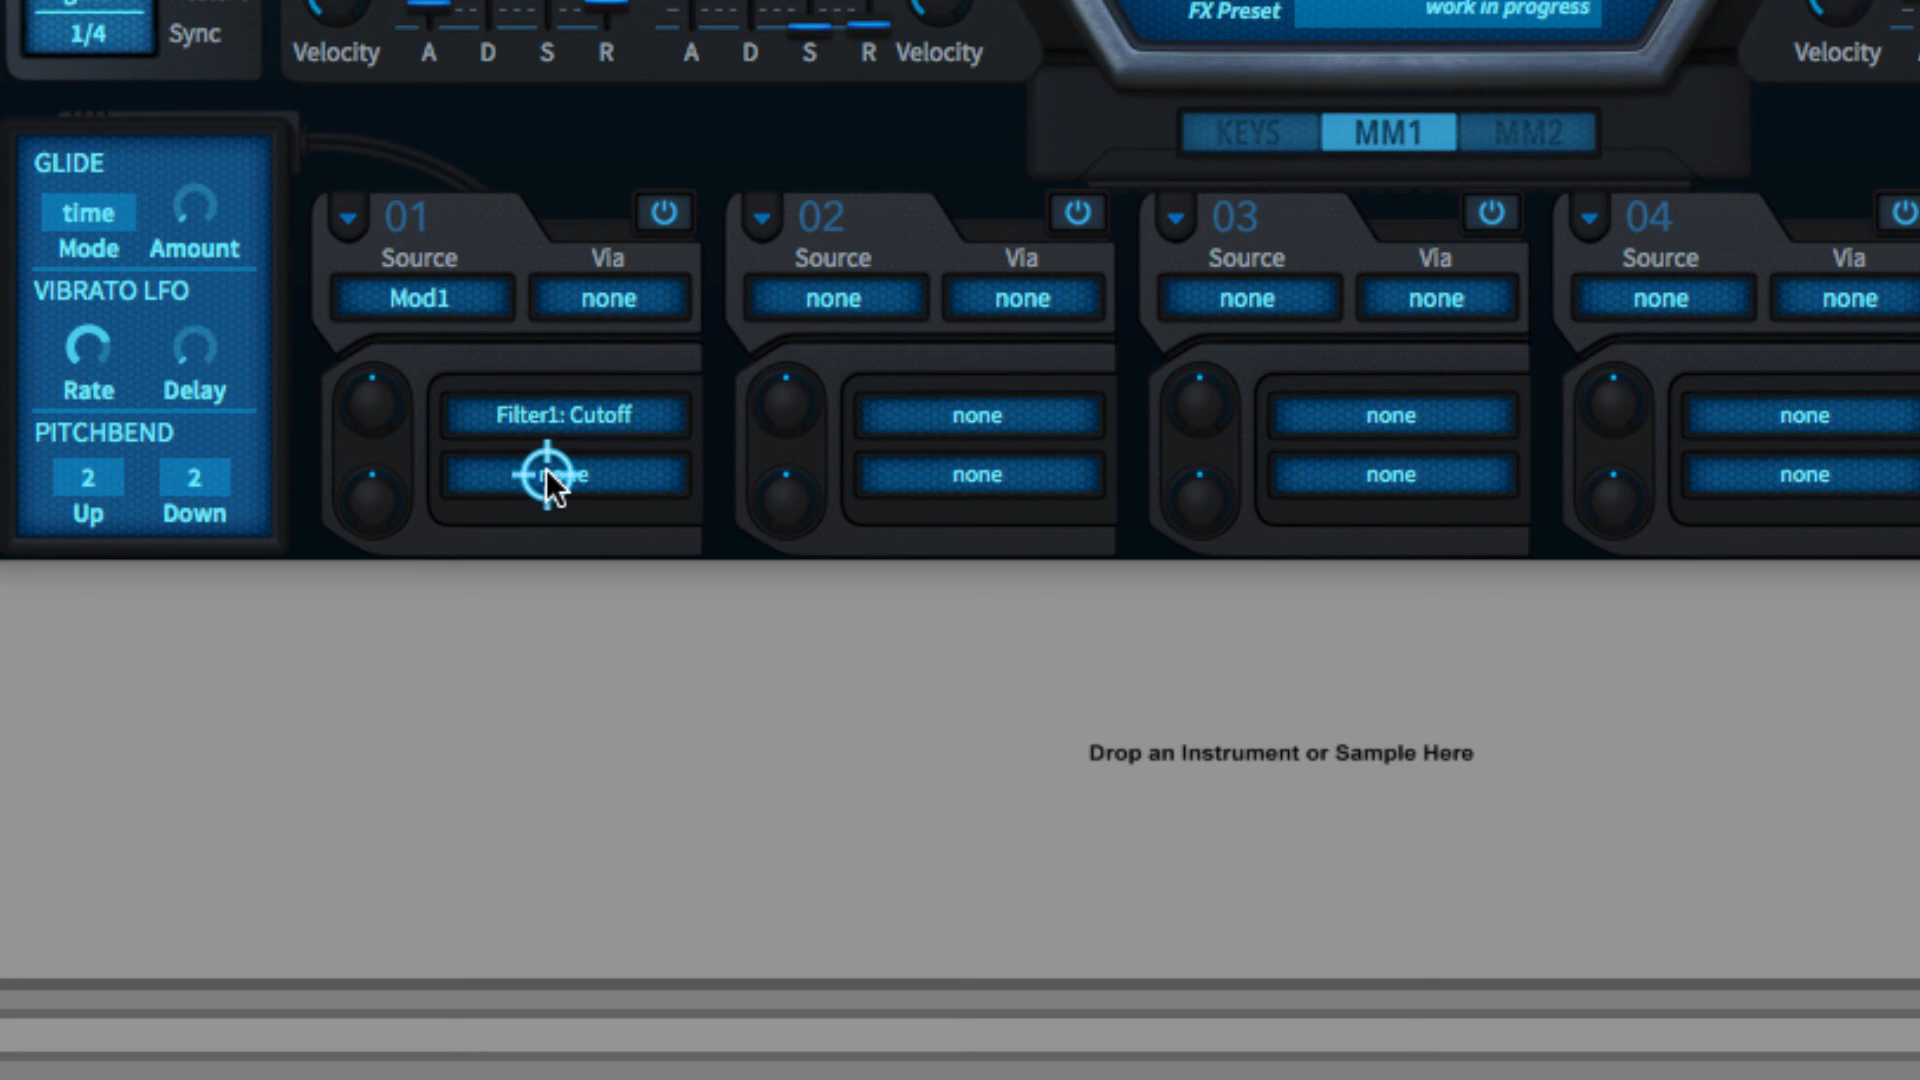 1/4
Sync
Velocity
A D S R
A D S R
Velocity
FX Preset
work in progress
Velocity
KEYS MM1 MM2
GLIDE
time
Mode Amount
VIBRATO LFO
Rate Delay
PITCHBEND
2 2
Up Down
01
Source Via
Mod1 none
Filter1: Cutoff
02
Source Via
none none
none
none
03
Source Via
none none
none
none
04
Source Via
none none
none
none
Drop an Instrument or Sample Here